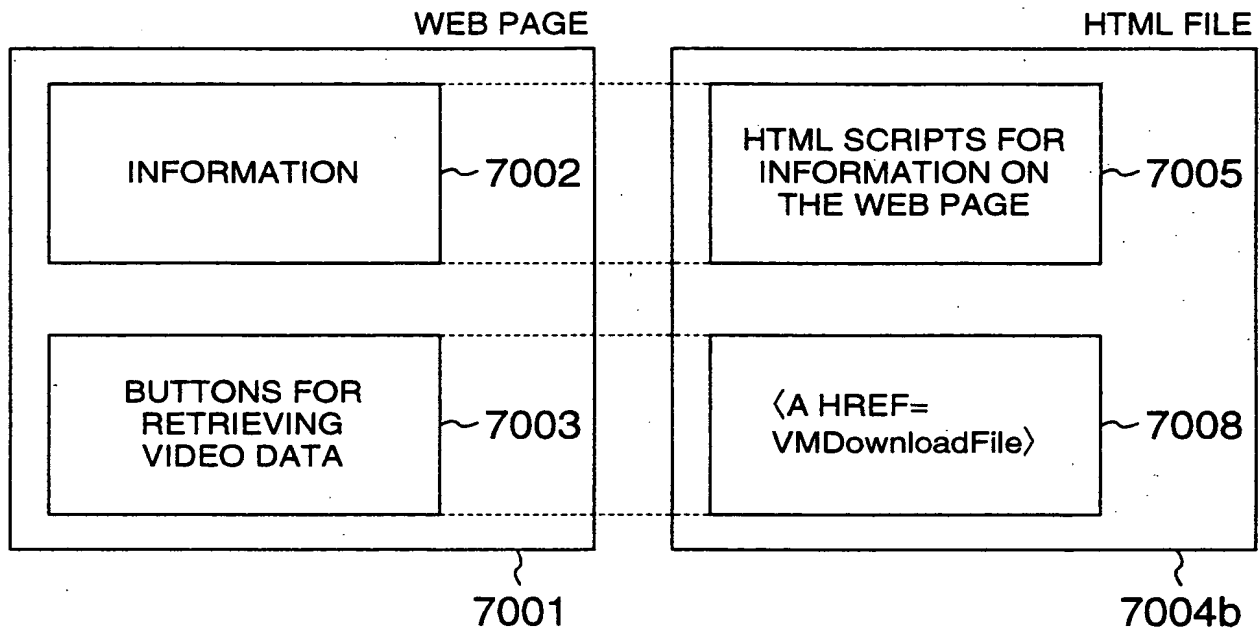 WEB PAGE
HTML FILE
INFORMATION
7002
HTML SCRIPTS FOR
INFORMATION ON
THE WEB PAGE
7005
BUTTONS FOR
RETRIEVING
VIDEO DATA
7003
〈A HREF=
VMDownloadFile〉
7008
7001
7004b